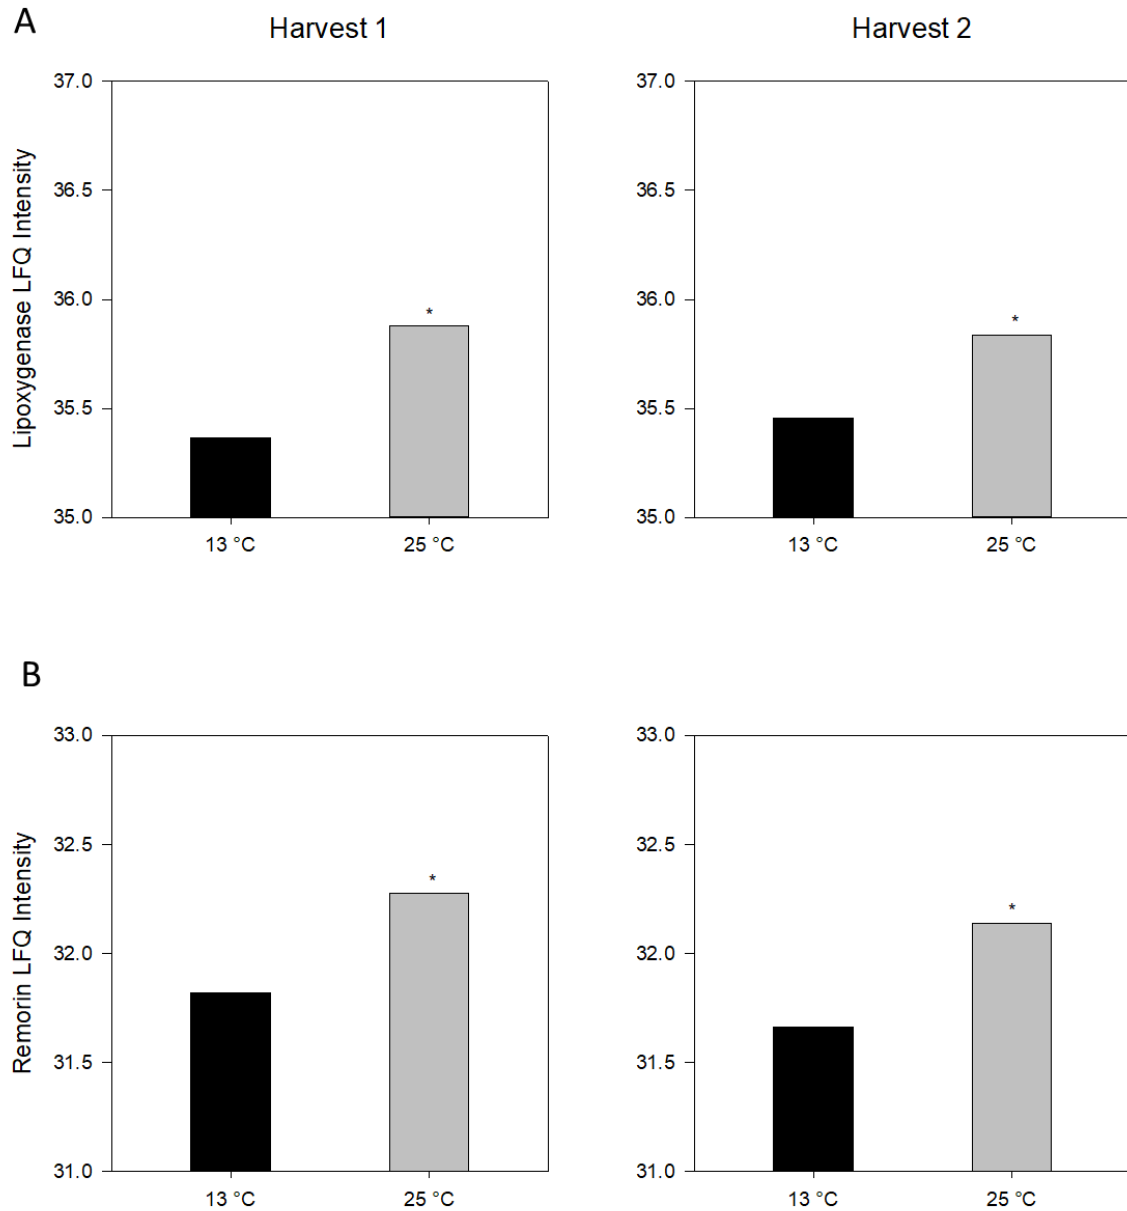 A
Harvest 1
Harvest 2
Lipoxygenase LFQ Intensity
37.0
36.5
36.0
35.5
35.0
*
13 °C
25 °C
37.0
36.5
36.0
35.5
35.0
*
13 °C
25 °C
B
Remorin LFQ Intensity
33.0
32.5
32.0
31.5
31.0
*
13 °C
25 °C
33.0
32.5
32.0
31.5
31.0
*
13 °C
25 °C